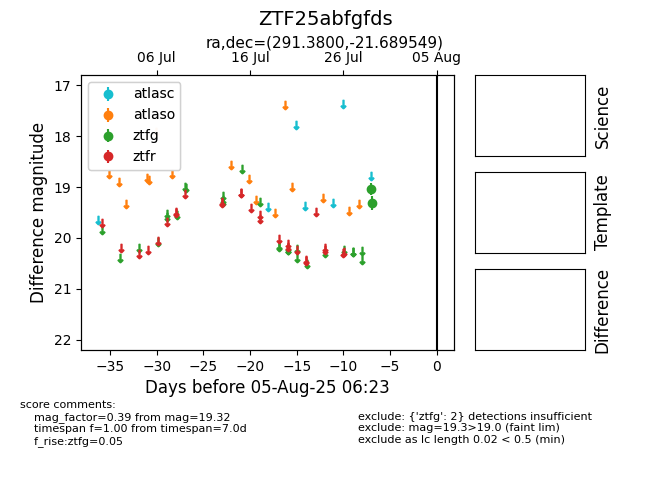 ZTF25abfgfds
ra,dec=(291.3800,-21.689549)
06 Jul 16 Jul 26 Jul 05 Aug
atlasc
atlaso
ztfg
ztfr
17
18
19
20
21
22
Difference magnitude
−35 −30 −25 −20 −15 −10 −5 0
Days before 05-Aug-25 06:23
Science
Template
Difference
score comments:
mag_factor=0.39 from mag=19.32
timespan f=1.00 from timespan=7.0d
f_rise:ztfg=0.05
exclude: {'ztfg': 2} detections insufficient
exclude: mag=19.3>19.0 (faint lim)
exclude as lc length 0.02 < 0.5 (min)